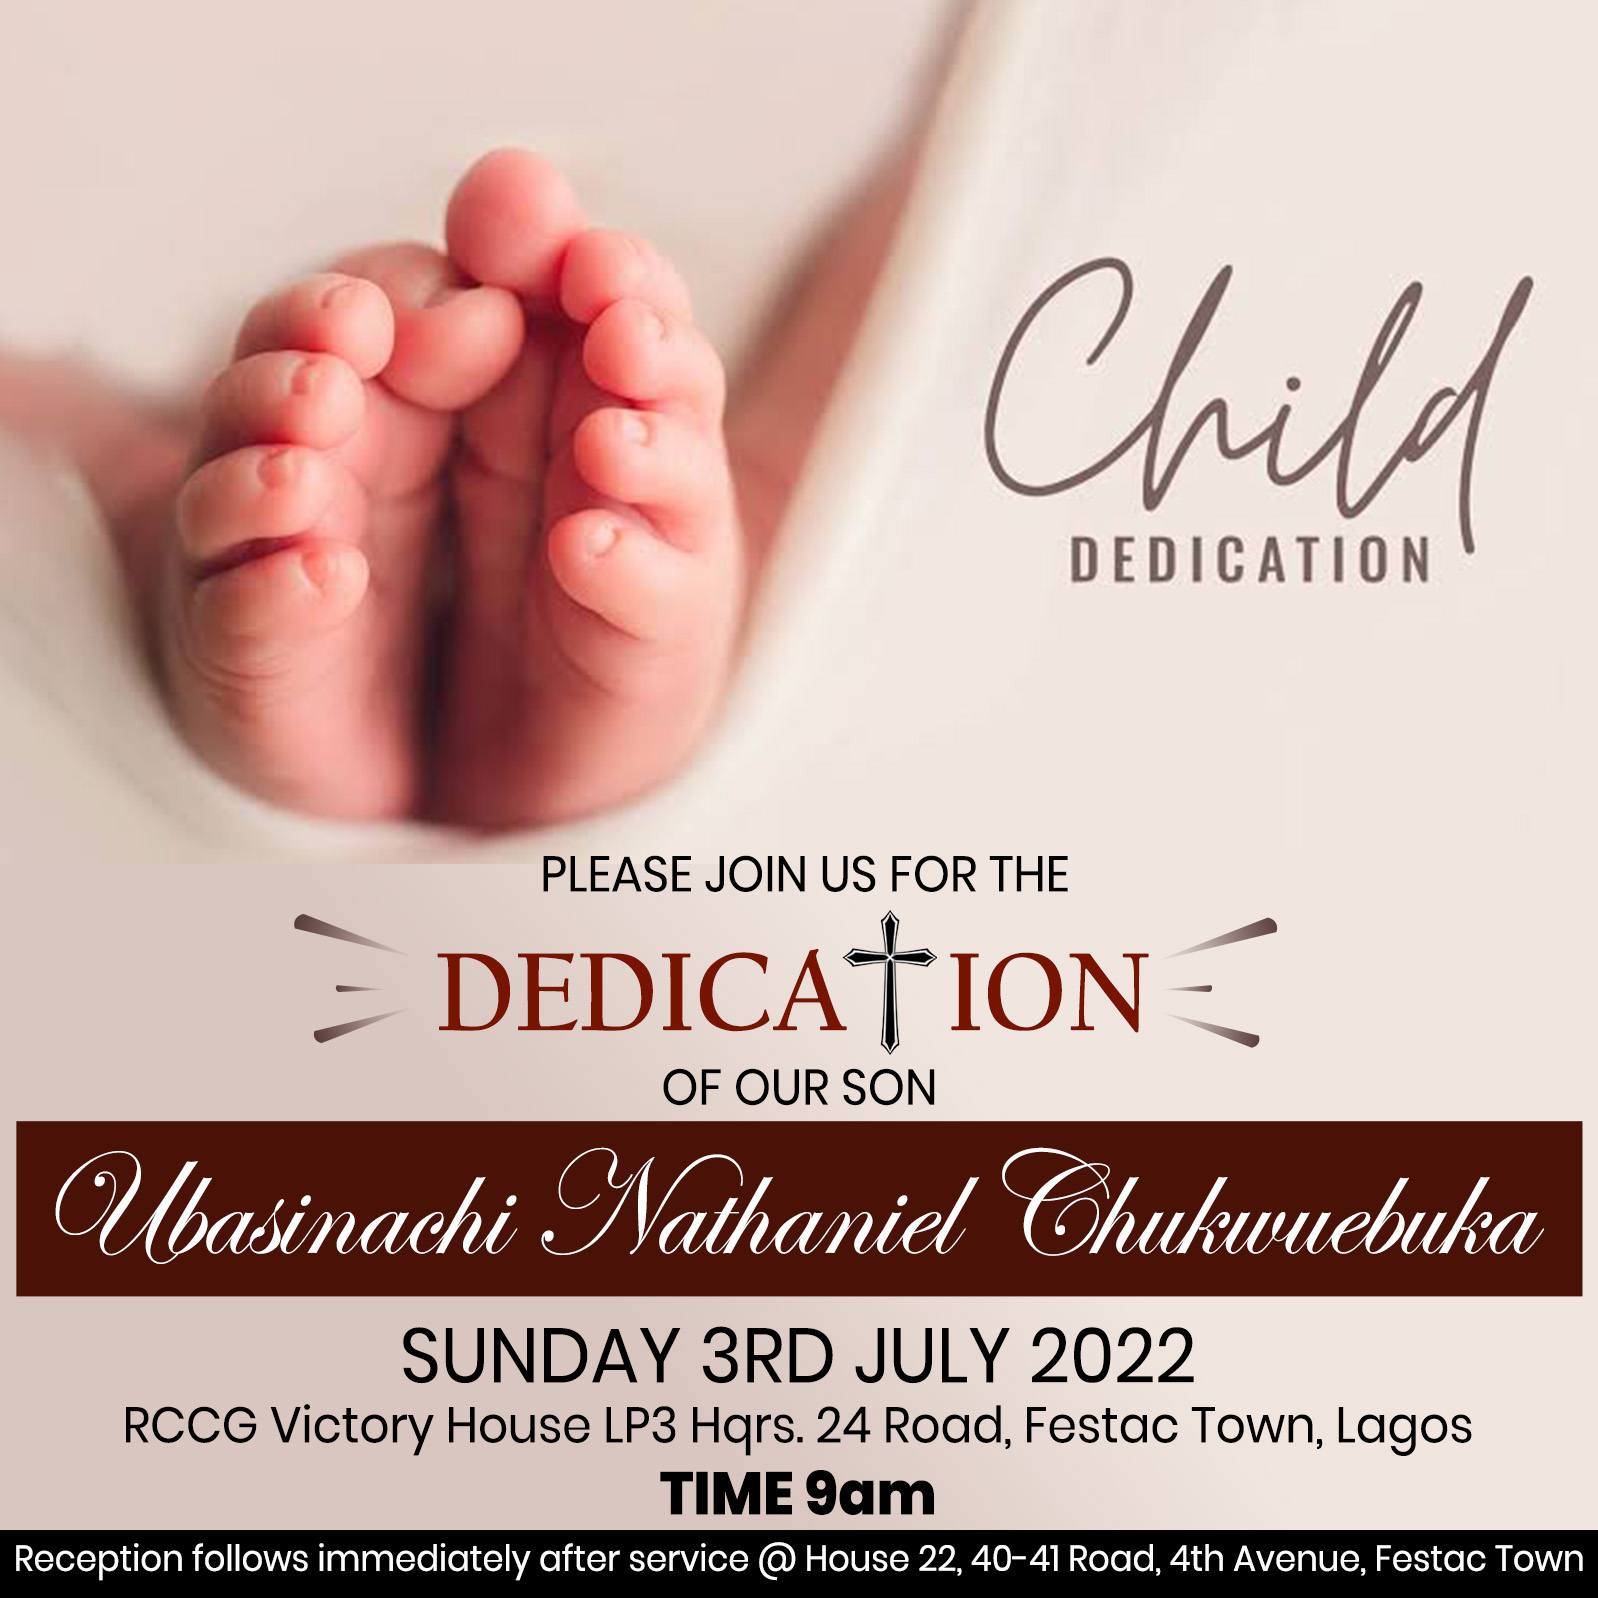 Child
DEDICATION
PLEASE JOIN US FOR THE
DEDICATION
OF OUR SON
Ubasinachi Nathaniel Chukwuebuka
SUNDAY 3RD JULY 2022
RCCG Victory House LP3 Hqrs. 24 Road, Festac Town, Lagos
TIME 9am
Reception follows immediately after service @ House 22, 40-41 Road, 4th Avenue, Festac Town